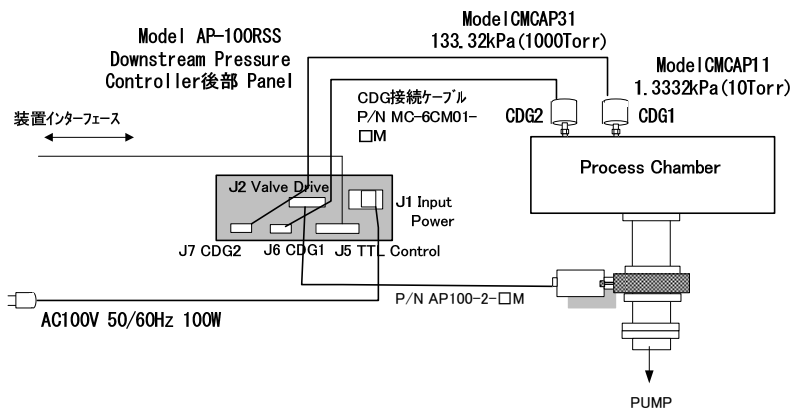 ModelCMCAP31
133.32kPa(1000Torr)
Model AP-100RSS
Downstream Pressure
Controller後部 Panel
ModelCMCAP11
1.3332kPa(10Torr)
CDG接続ケーブル
P/N MC-6CM01-
□M
CDG2
CDG1
装置インターフェース
Process Chamber
J2 Valve Drive
J1 Input
Power
J7 CDG2
J6 CDG1
J5 TTL Control
P/N AP100-2-□M
AC100V 50/60Hz 100W
PUMP